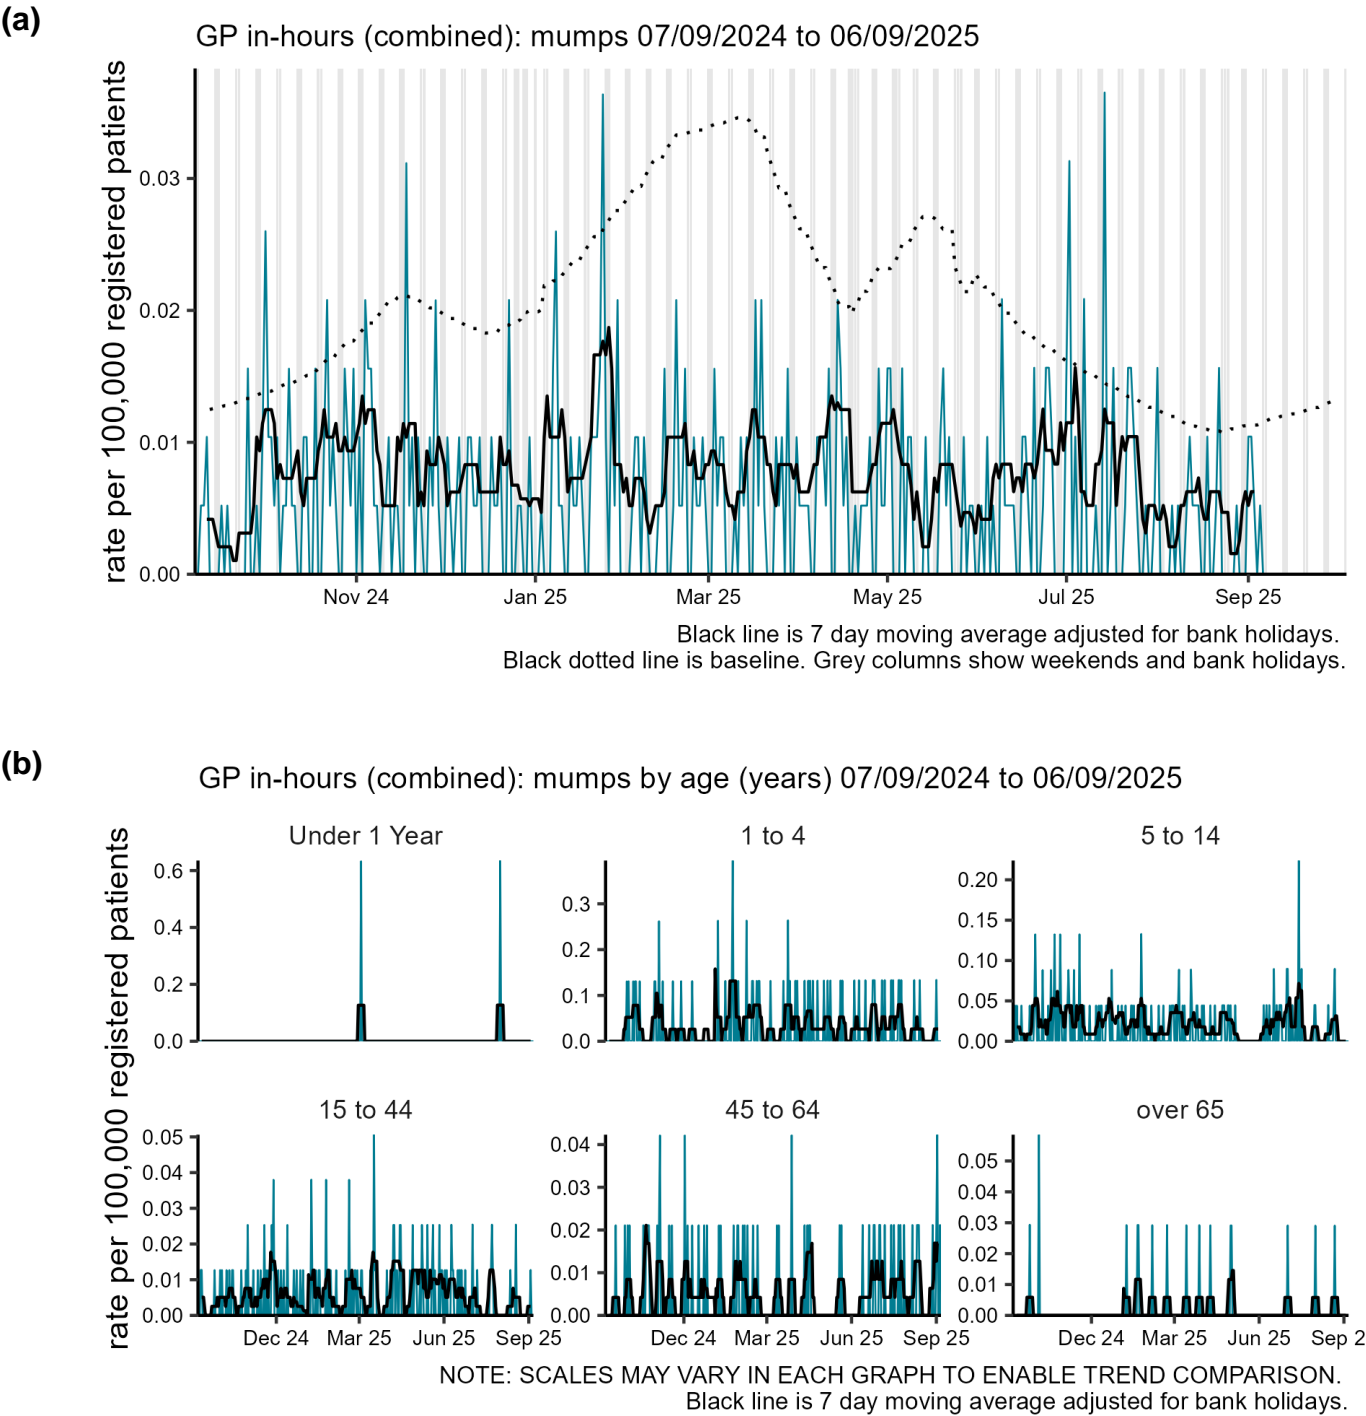 (a)
GP in-hours (combined): mumps 07/09/2024 to 06/09/2025
rate per 100,000 registered patients
0.03
0.02
0.01
0.00
Nov 24 Jan 25 Mar 25 May 25 Jul 25 Sep 25
Black line is 7 day moving average adjusted for bank holidays.
Black dotted line is baseline. Grey columns show weekends and bank holidays.
(b)
GP in-hours (combined): mumps by age (years) 07/09/2024 to 06/09/2025
rate per 100,000 registered patients
Under 1 Year
0.6
0.4
0.2
0.0
1 to 4
0.3
0.2
0.1
0.0
5 to 14
0.20
0.15
0.10
0.05
0.00
15 to 44
0.05
0.04
0.03
0.02
0.01
0.00
Dec 24 Mar 25 Jun 25 Sep 25
45 to 64
0.04
0.03
0.02
0.01
0.00
Dec 24 Mar 25 Jun 25 Sep 25
over 65
0.05
0.04
0.03
0.02
0.01
0.00
Dec 24 Mar 25 Jun 25 Sep 2
NOTE: SCALES MAY VARY IN EACH GRAPH TO ENABLE TREND COMPARISON.
Black line is 7 day moving average adjusted for bank holidays.